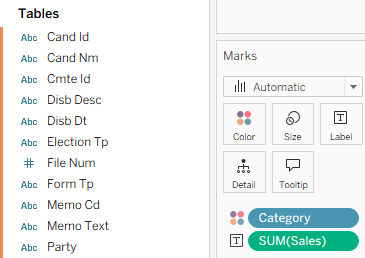 Tables
Abc Cand Id
Abc Cand Nm
Abc Cmte Id
Abc Disb Desc
Abc Disb Dt
Abc Election Tp
# File Num
Abc Form Tp
Abc Memo Cd
Abc Memo Text
Abc Party
Marks
Automatic
Color Size Label
Detail Tooltip
Category
T SUM(Sales)